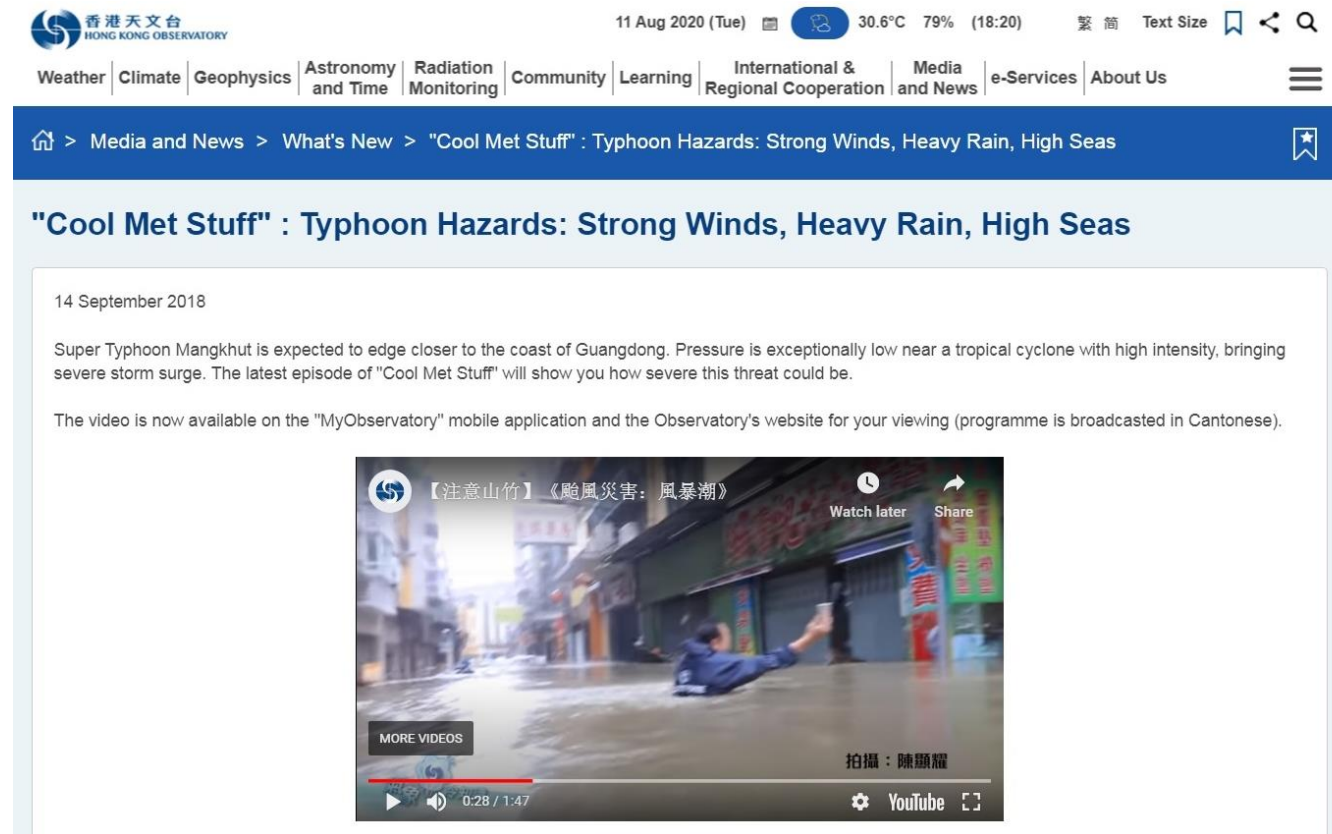 香港天文台
HONG KONG OBSERVATORY
11 Aug 2020 (Tue) 30.6°C 79% (18:20) 繁 简 Text Size
Weather Climate Geophysics Astronomy and Time Radiation Monitoring Community Learning International & Regional Cooperation Media and News e-Services About Us
> Media and News > What's New > "Cool Met Stuff" : Typhoon Hazards: Strong Winds, Heavy Rain, High Seas
"Cool Met Stuff" : Typhoon Hazards: Strong Winds, Heavy Rain, High Seas
14 September 2018
Super Typhoon Mangkhut is expected to edge closer to the coast of Guangdong. Pressure is exceptionally low near a tropical cyclone with high intensity, bringing
severe storm surge. The latest episode of "Cool Met Stuff" will show you how severe this threat could be.
The video is now available on the "MyObservatory" mobile application and the Observatory's website for your viewing (programme is broadcasted in Cantonese).
【注意山竹】《颱風災害：風暴潮》
Watch later Share
MORE VIDEOS
拍攝：陳顯耀
0:28 / 1:47
YouTube